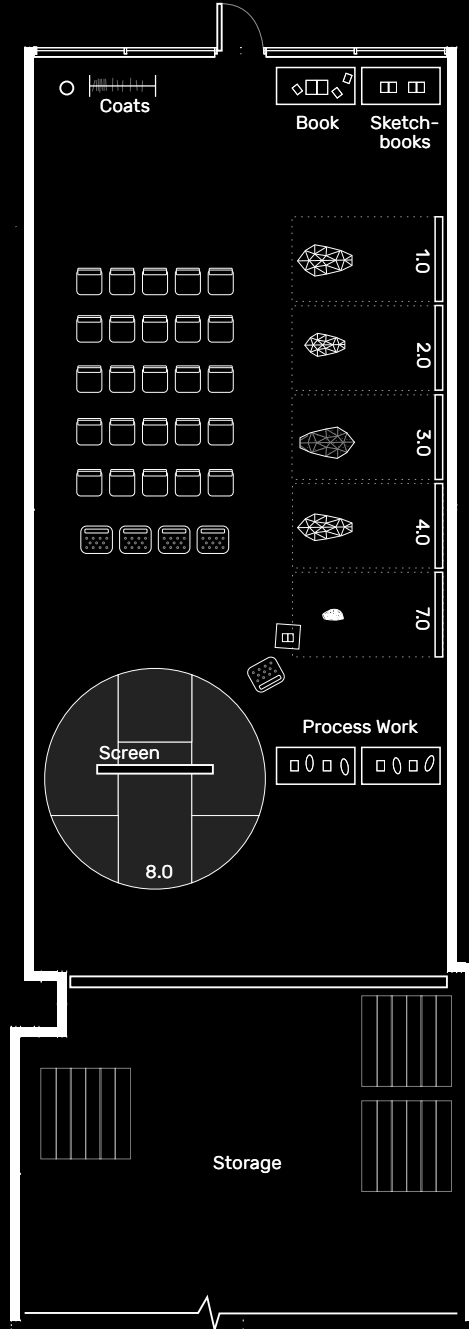 Coats
Book
Sketch-
books
1.0
2.0
3.0
4.0
7.0
Process Work
Screen
8.0
Storage